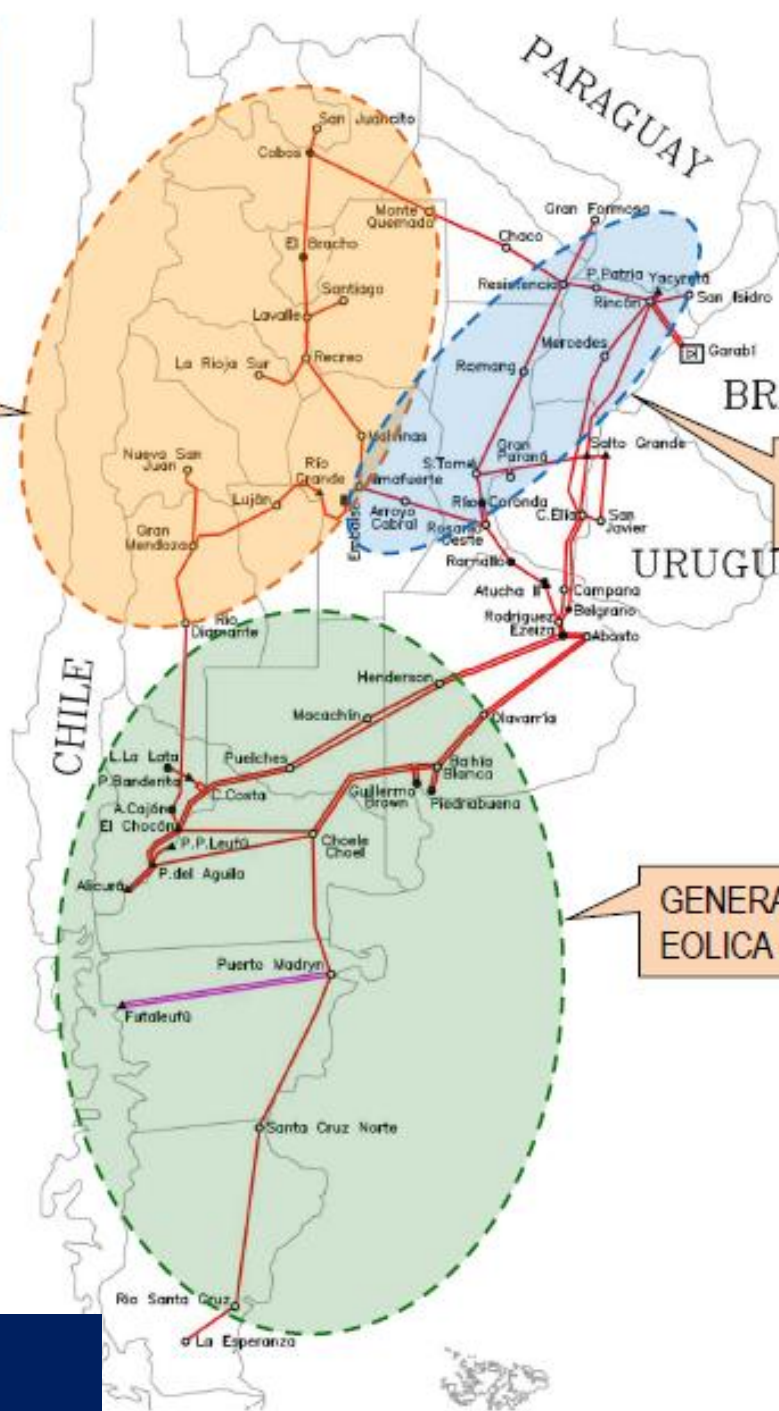 PARAGUAY
San Juancito
Cobos
Monte
Quemado
Gran Formosa
Chaco
El Bracho
Resistencia
P.Patria
Yacyretá
Rincón
San Isidro
Santiago
Lavalle
Garabí
Mercedes
La Rioja Sur
Recreo
Romang
BR
Malvinas
Nueva San
Juan
Río
Grande
S.Tomé
Gran
Paraná
Salto Grande
Almafuerte
Embalse
Luján
Arroyo
Cabral
Río Coronda
Rosario
Oeste
C.Elía
San
Javier
Gran
Mendoza
Ramallo
URUGU
Atucha II
Campana
Belgrano
Río
Diamante
Rodriguez
Ezeiza
Abasto
CHILE
Henderson
Macachín
Olavarría
L.La Lata
Puelches
Bahía
Blanca
P.Banderita
C.Costa
Guillermo
Brown
Piedrabuena
A.Cajón
El Chocón
P.P.Leufú
Choele
Choel
Alicurá
P.del Aguila
GENERA
EOLICA
Puerto Madryn
Futaleufú
Santa Cruz Norte
Rio Santa Cruz
La Esperanza